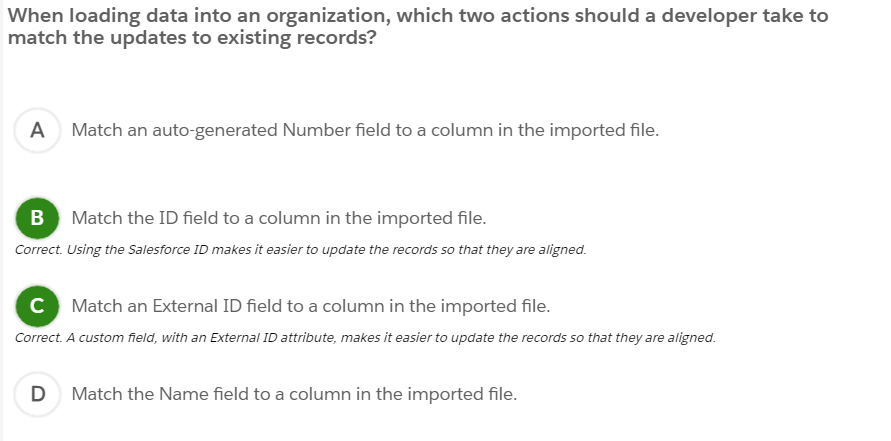 When loading data into an organization, which two actions should a developer take to
match the updates to existing records?
A Match an auto-generated Number field to a column in the imported file.
B Match the ID field to a column in the imported file.
Correct. Using the Salesforce ID makes it easier to update the records so that they are aligned.
C Match an External ID field to a column in the imported file.
Correct. A custom field, with an External ID attribute, makes it easier to update the records so that they are aligned.
D Match the Name field to a column in the imported file.